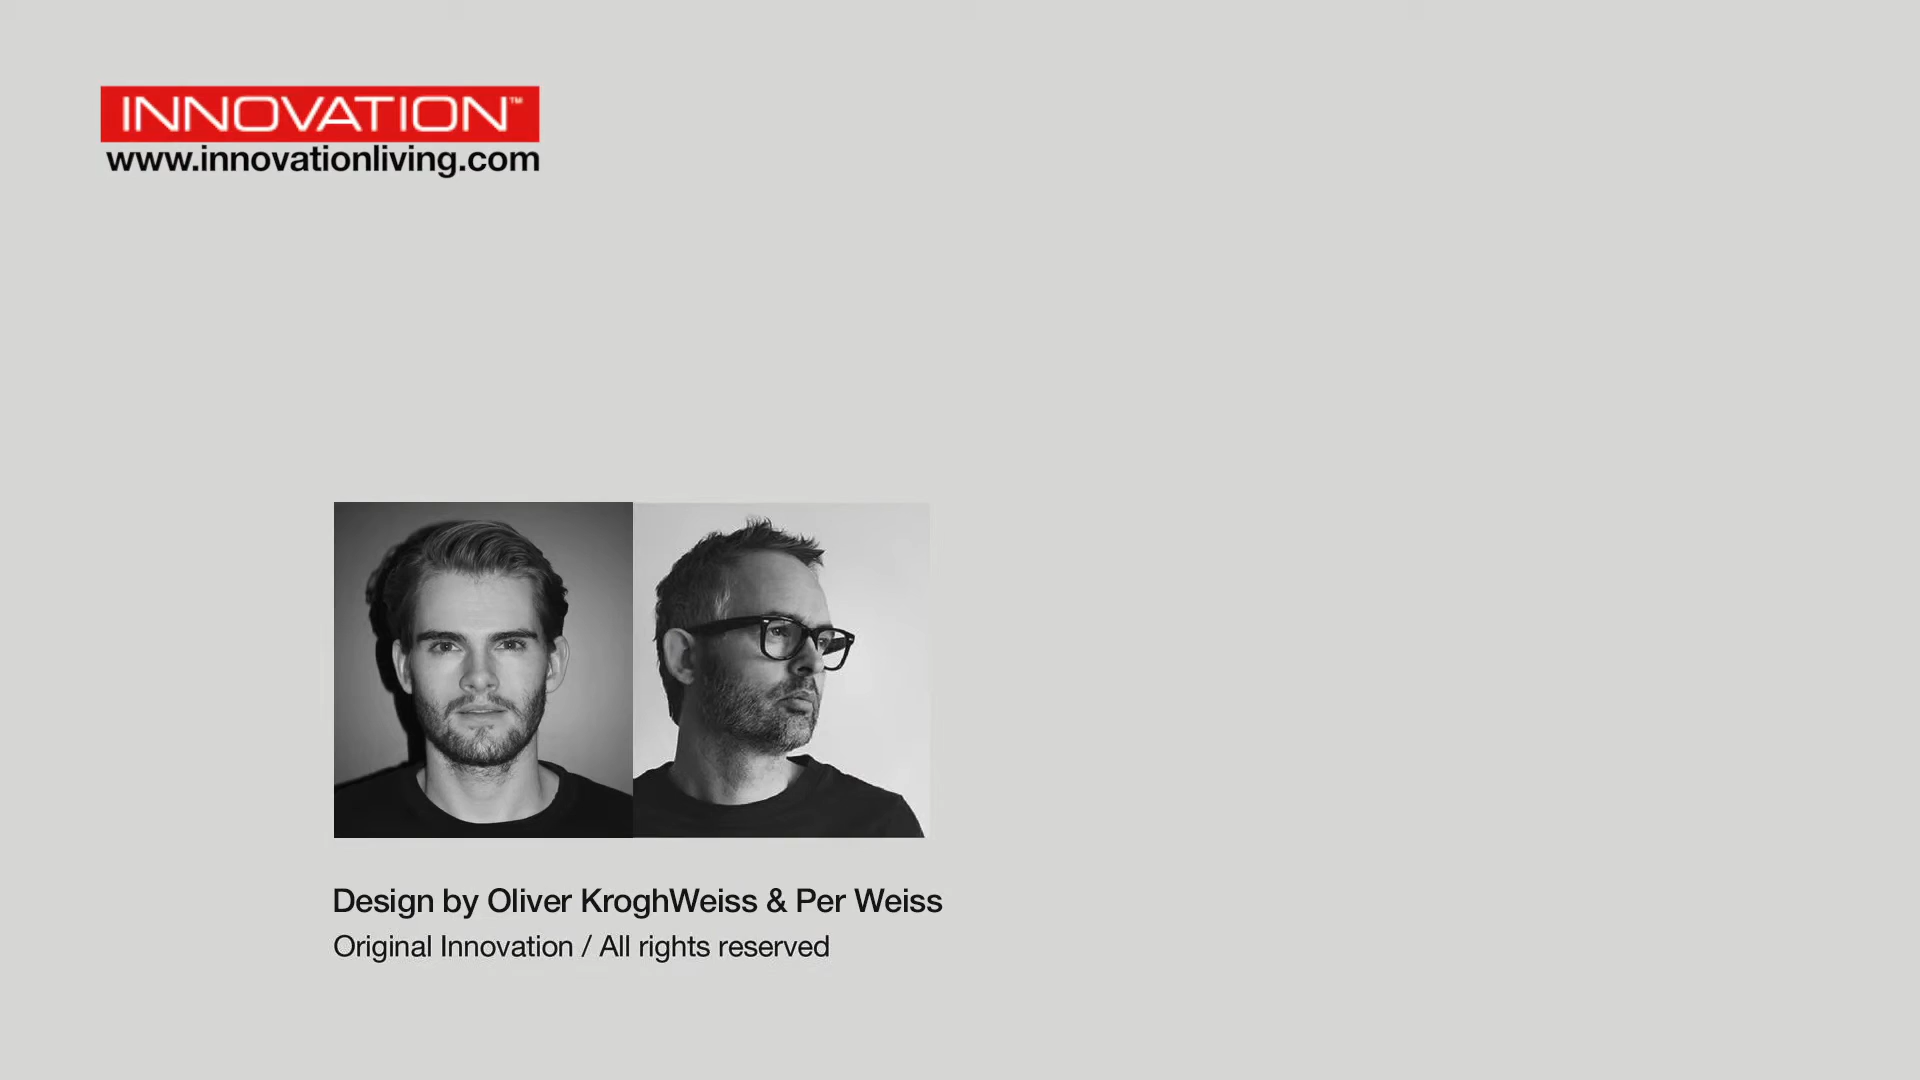 INNOVATION™
www.innovationliving.com
Design by Oliver KroghWeiss & Per Weiss
Original Innovation / All rights reserved